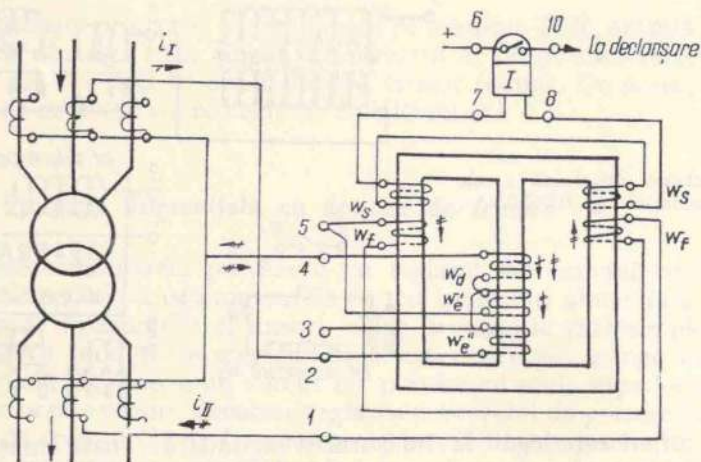 i_I
6
10
+
la declanşare
I
7
8
w_s
w_s
5
w_f
w_f
4
w_d
w_e'
3
w_e"
2
i_II
1